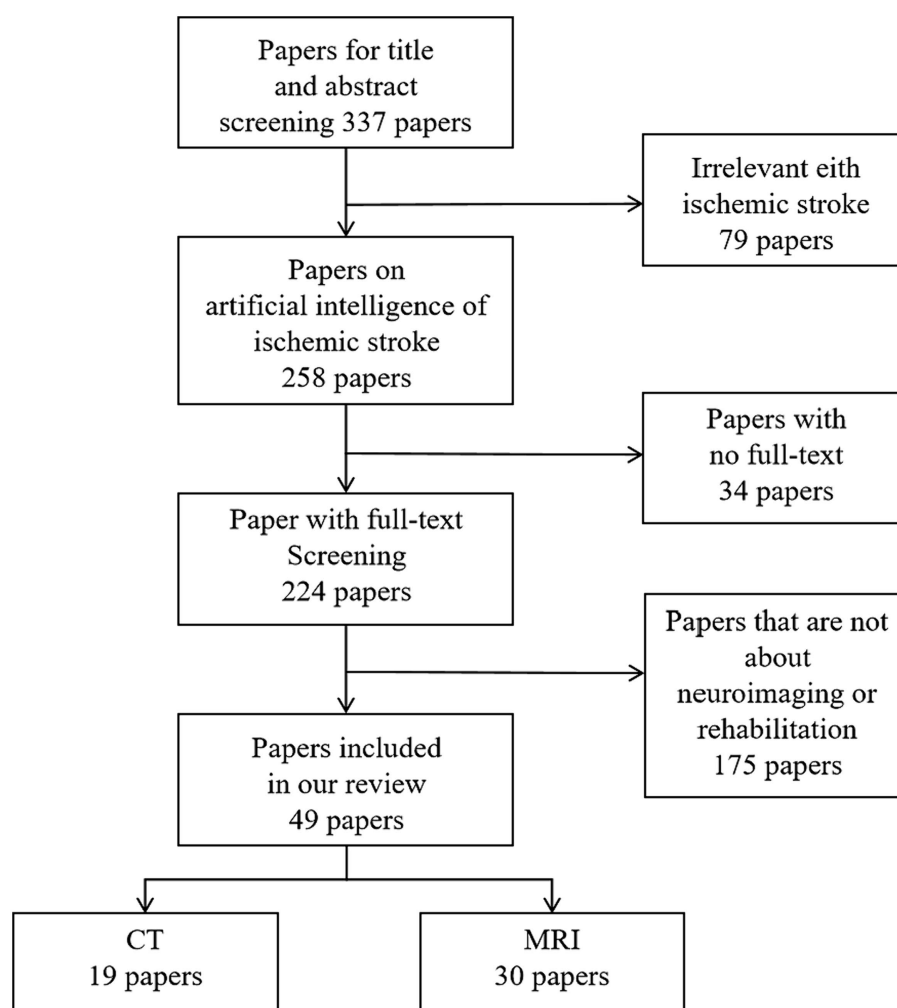 Papers for title
and abstract
screening 337 papers
Irrelevant eith
ischemic stroke
79 papers
Papers on
artificial intelligence of
ischemic stroke
258 papers
Papers with
no full-text
34 papers
Paper with full-text
Screening
224 papers
Papers that are not
about
neuroimaging or
rehabilitation
175 papers
Papers included
in our review
49 papers
CT
19 papers
MRI
30 papers